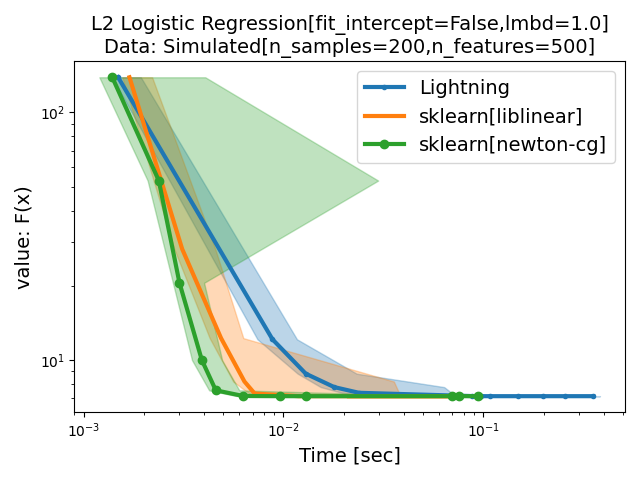 L2 Logistic Regression[fit_intercept=False,lmbd=1.0]
Data: Simulated[n_samples=200,n_features=500]
Lightning
sklearn[liblinear]
sklearn[newton-cg]
value: F(x)
10²
10¹
10⁻³
10⁻²
10⁻¹
Time [sec]